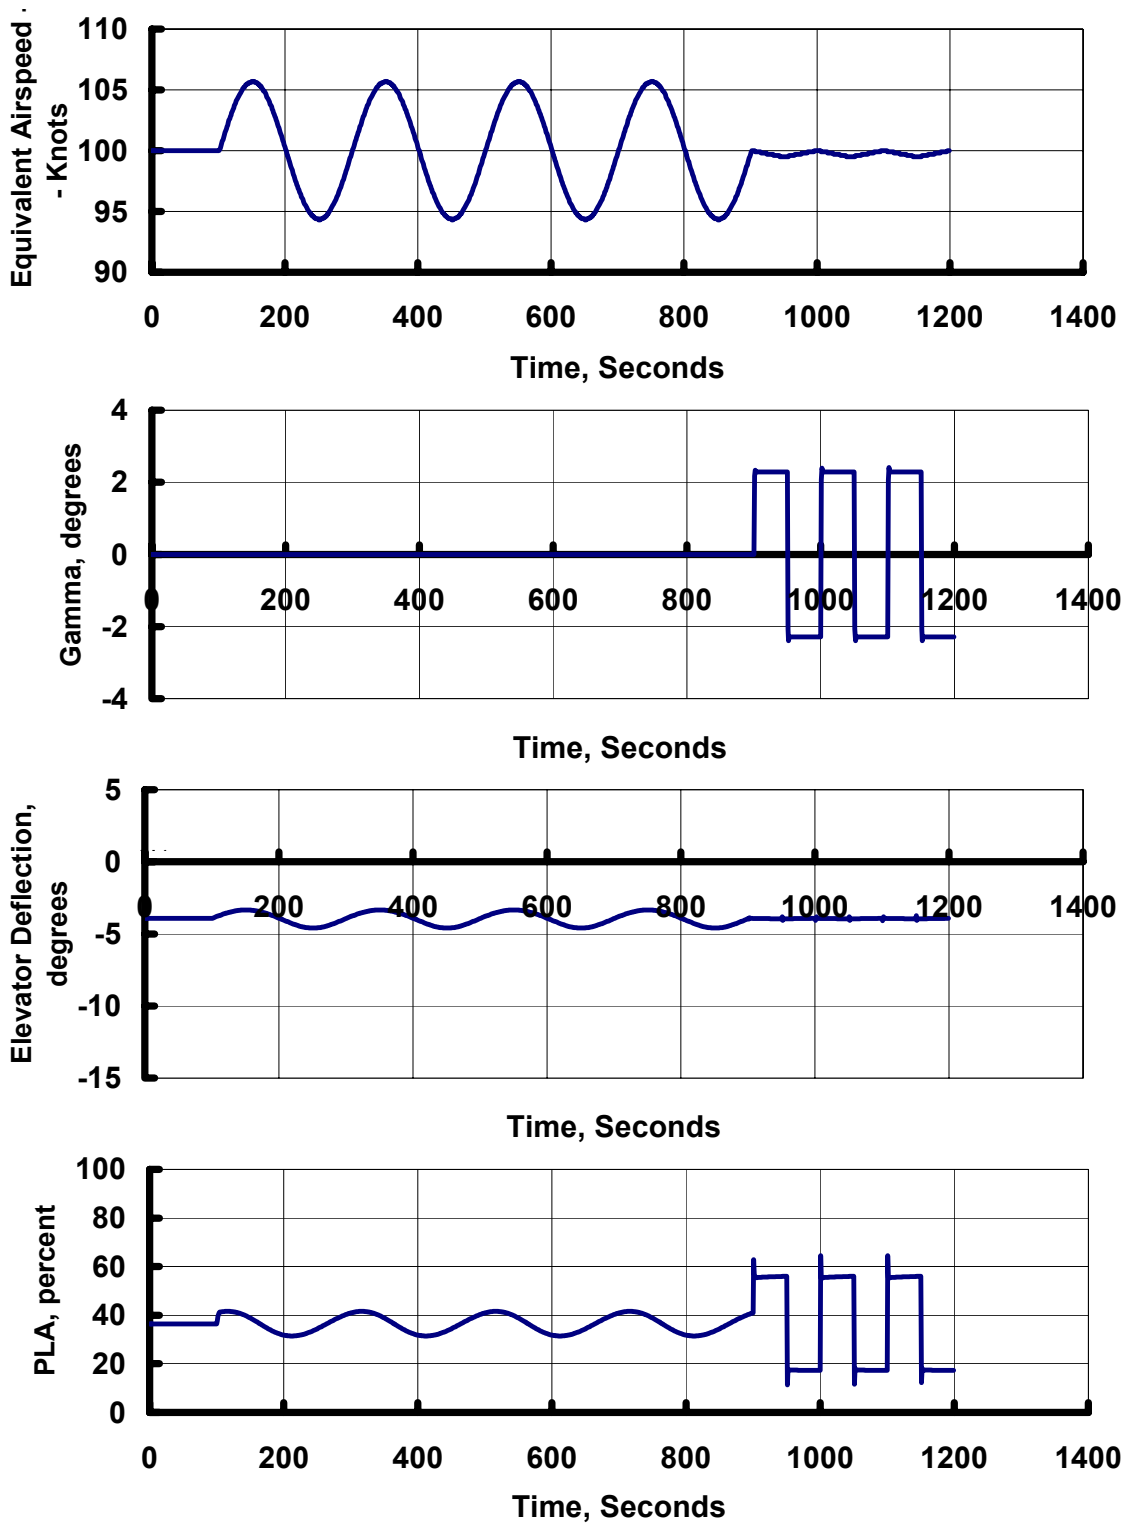 Equivalent Airspeed -
- Knots
110
105
100
95
90
0 200 400 600 800 1000 1200 1400
Time, Seconds
Gamma, degrees
4
2
0
-2
-4
0 200 400 600 800 1000 1200 1400
Time, Seconds
Elevator Deflection,
degrees
5
0
-5
-10
-15
0 200 400 600 800 1000 1200 1400
Time, Seconds
PLA, percent
100
80
60
40
20
0
0 200 400 600 800 1000 1200 1400
Time, Seconds